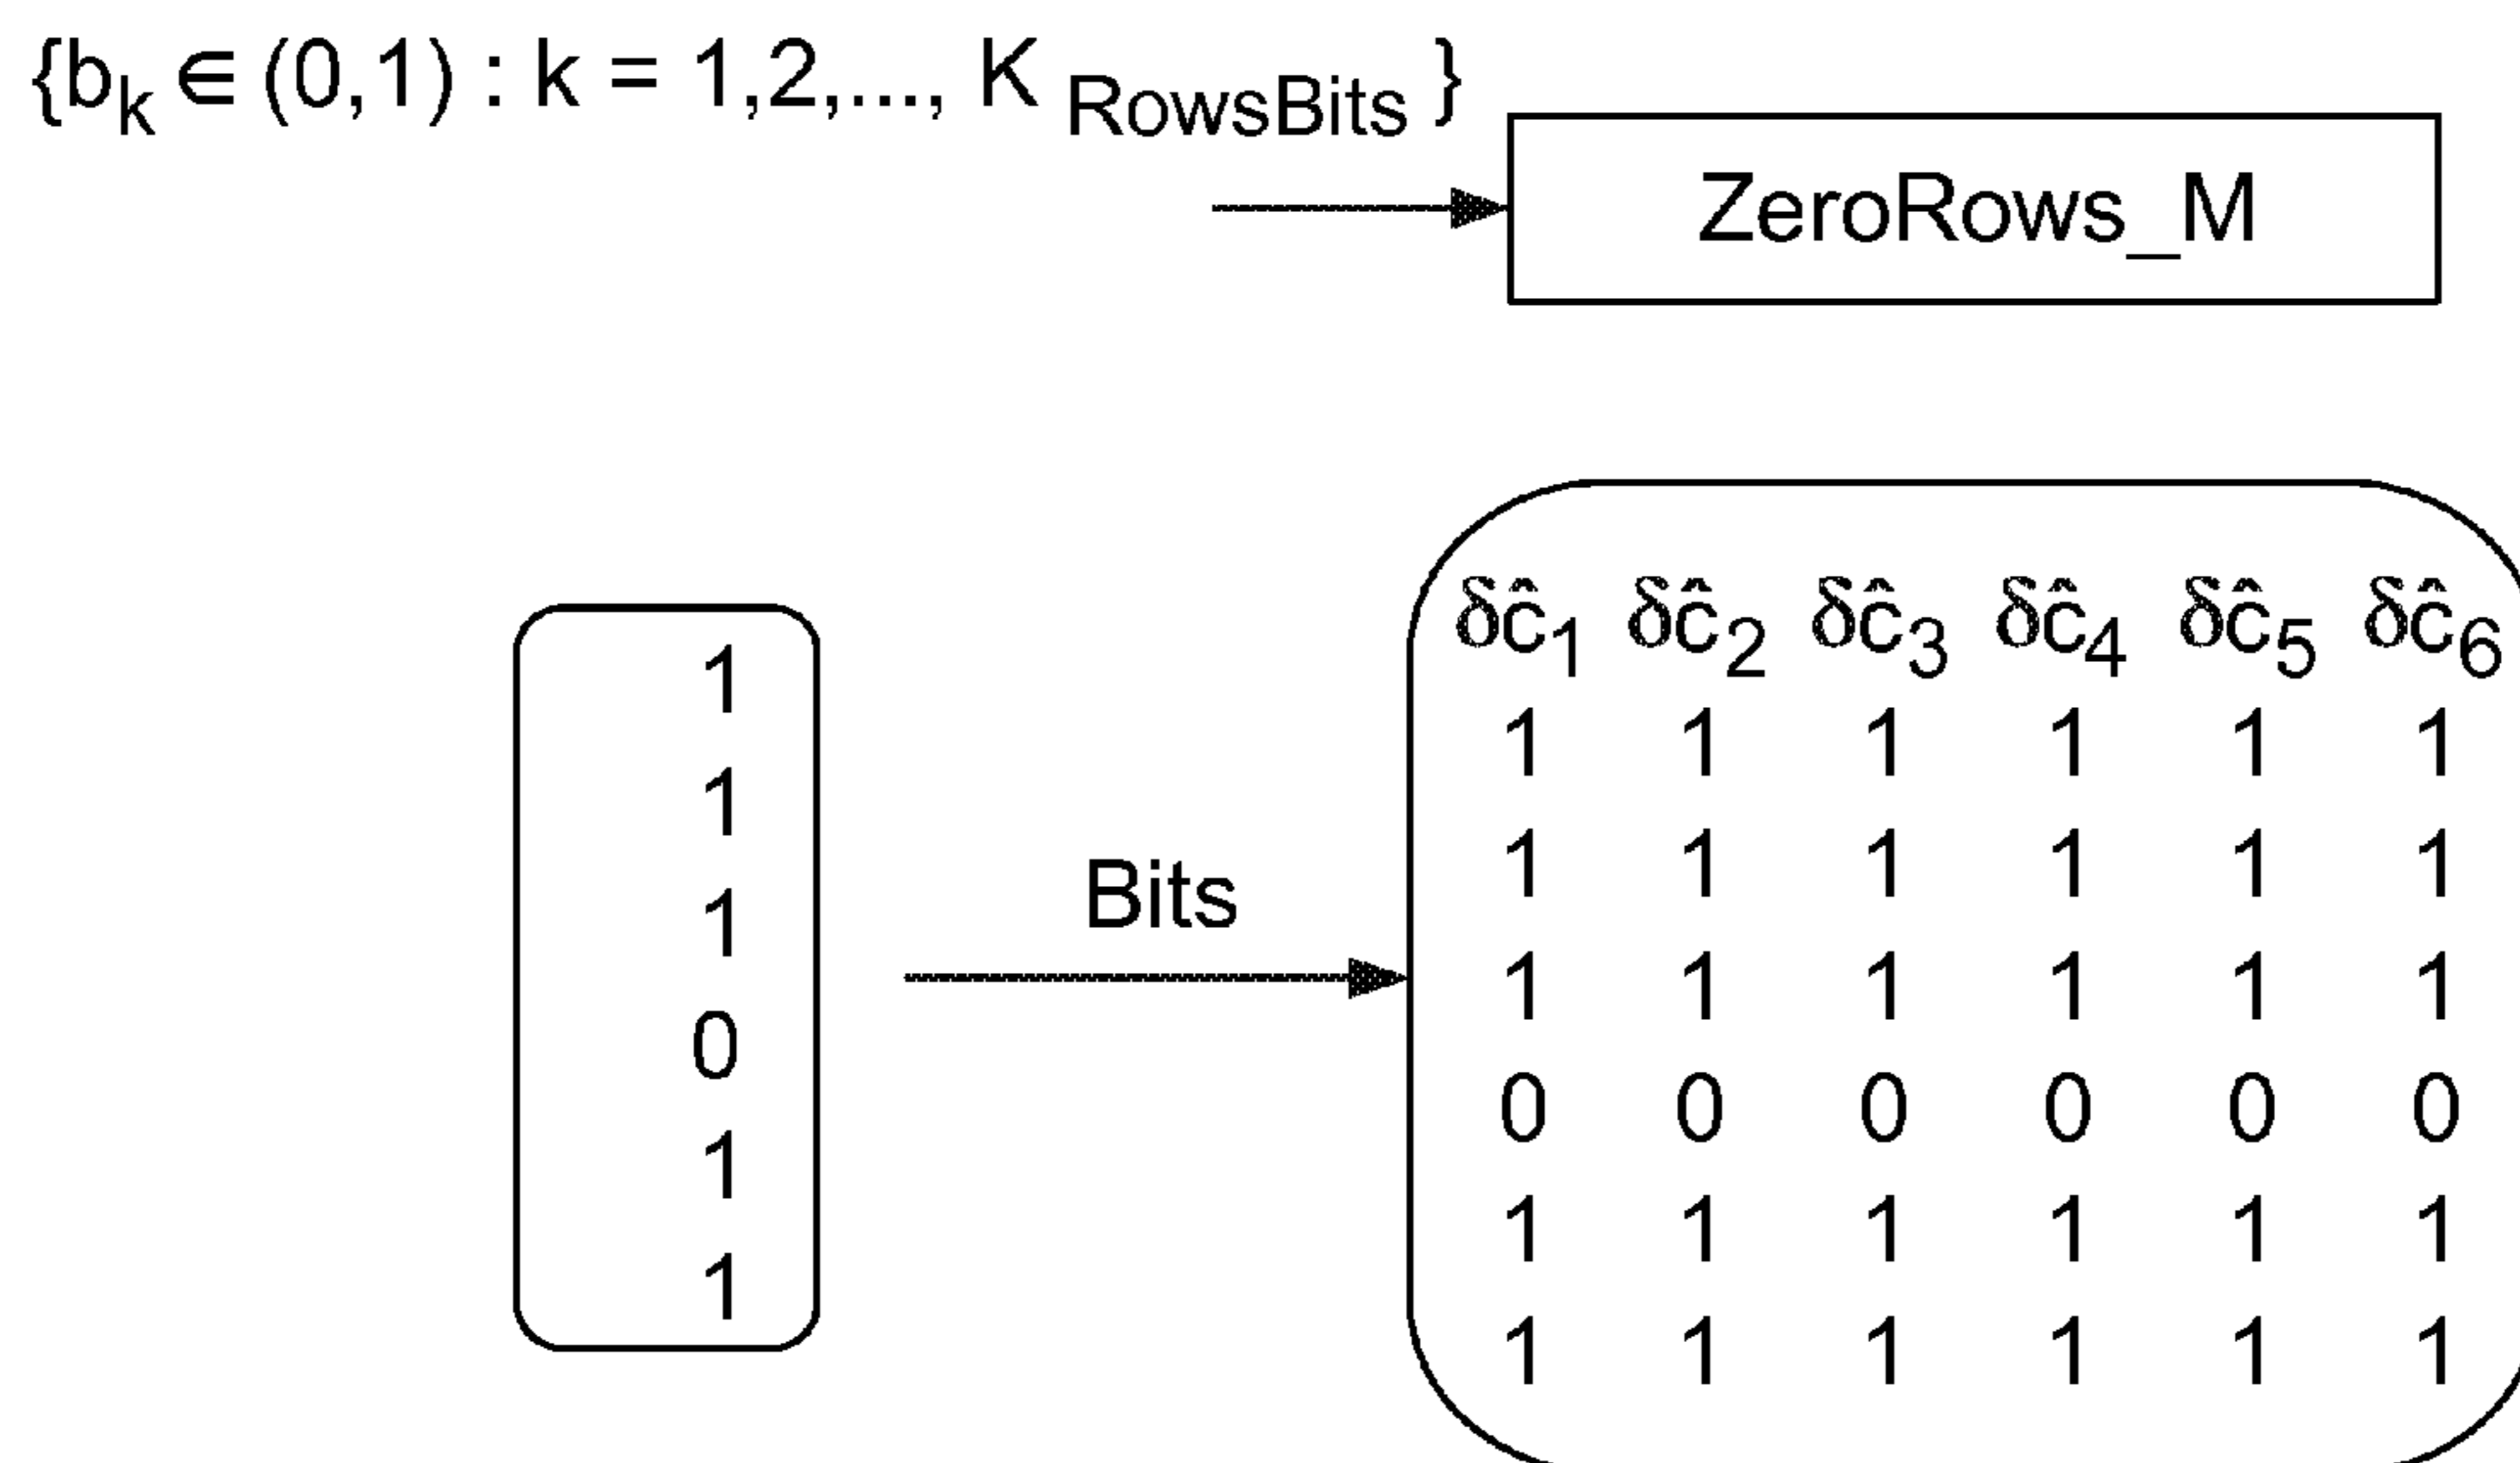 {bₖ ∈ (0,1) : k = 1,2,..., K RowsBits }
ZeroRows_M
1
1
1
0
1
1
Bits
δĉ₁ δĉ₂ δĉ₃ δĉ₄ δĉ₅ δĉ₆
1 1 1 1 1 1
1 1 1 1 1 1
1 1 1 1 1 1
0 0 0 0 0 0
1 1 1 1 1 1
1 1 1 1 1 1